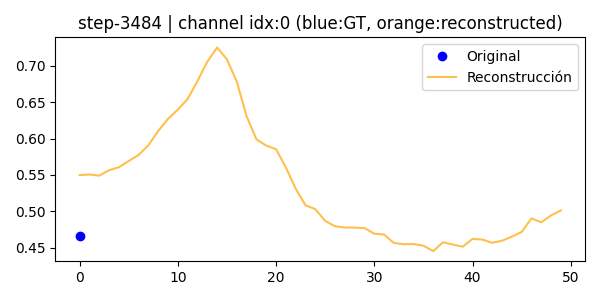 step-3484 | channel idx:0 (blue:GT, orange:reconstructed)
Original
Reconstrucción
0.70
0.65
0.60
0.55
0.50
0.45
0 10 20 30 40 50